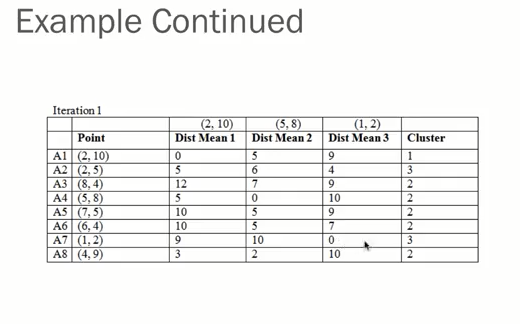 Example Continued
Iteration 1
(2, 10) (5, 8) (1, 2)
Point Dist Mean 1 Dist Mean 2 Dist Mean 3 Cluster
A1 (2, 10) 0 5 9 1
A2 (2, 5) 5 6 4 3
A3 (8, 4) 12 7 9 2
A4 (5, 8) 5 0 10 2
A5 (7, 5) 10 5 9 2
A6 (6, 4) 10 5 7 2
A7 (1, 2) 9 10 0 3
A8 (4, 9) 3 2 10 2